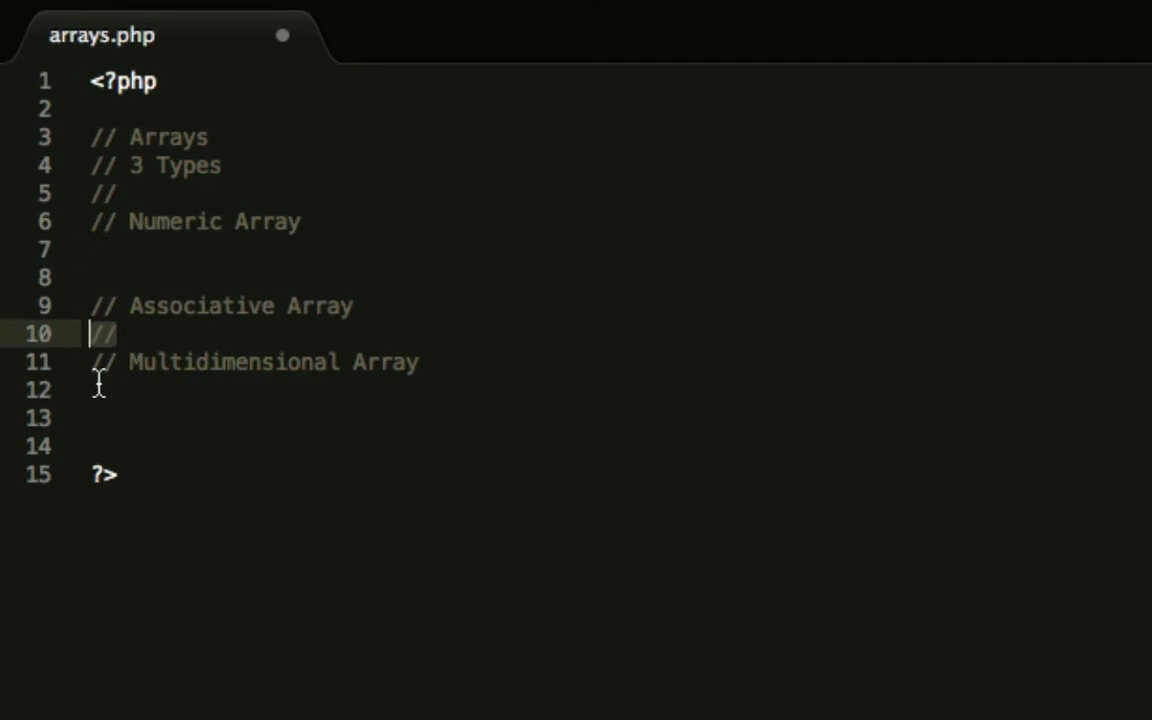 arrays.php
1 <?php
2
3 // Arrays
4 // 3 Types
5 //
6 // Numeric Array
7
8
9 // Associative Array
10 //
11 // Multidimensional Array
12
13
14
15 ?>